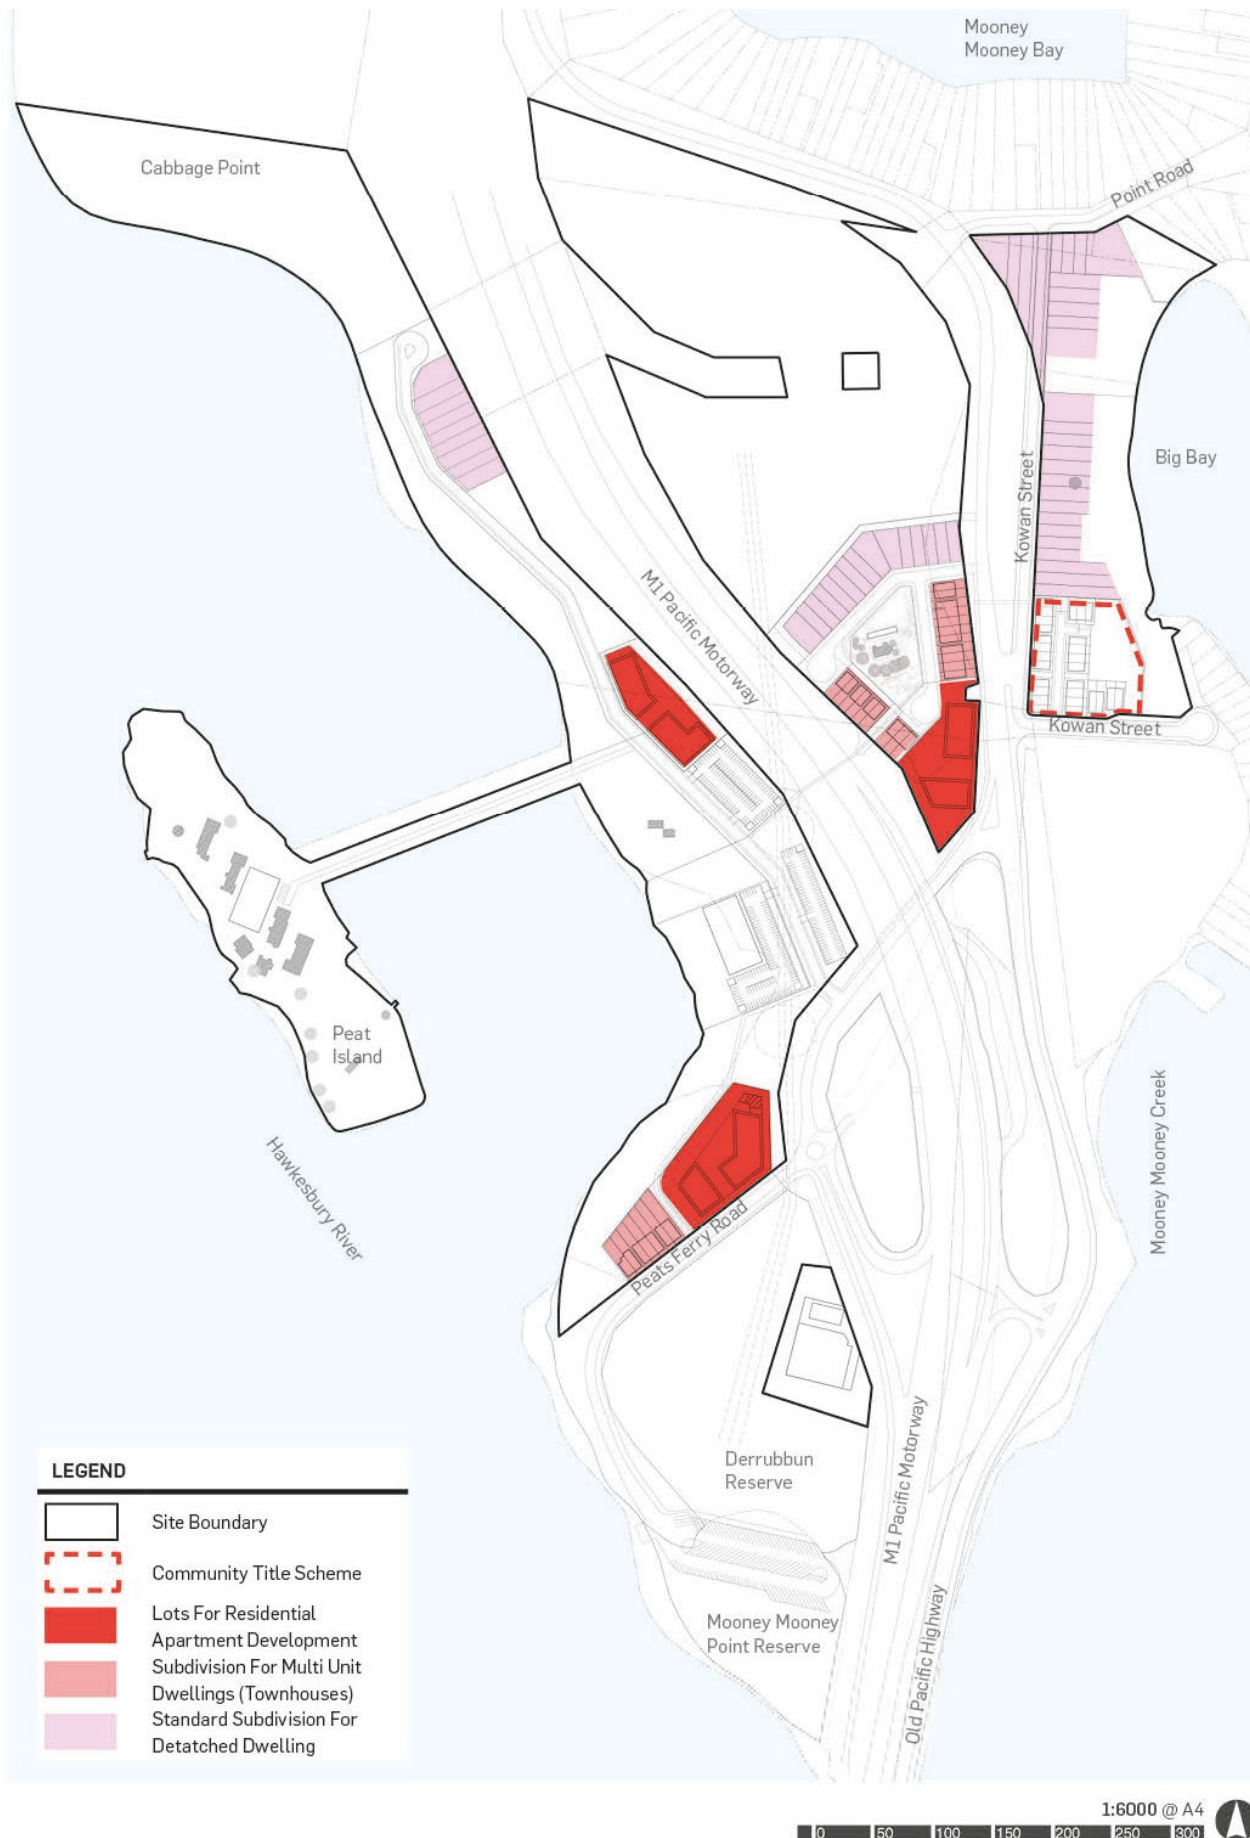 Mooney
Mooney Bay
Cabbage Point
Point Road
Big Bay
Kowan Street
M1 Pacific Motorway
Kowan Street
Peat
Island
Hawkesbury River
Mooney Mooney Creek
Peats Ferry Road
Derrubbun
Reserve
M1 Pacific Motorway
Mooney Mooney
Point Reserve
Old Pacific Highway
LEGEND
Site Boundary
Community Title Scheme
Lots For Residential
Apartment Development
Subdivision For Multi Unit
Dwellings (Townhouses)
Standard Subdivision For
Detatched Dwelling
1:6000 @ A4
0 50 100 150 200 250 300